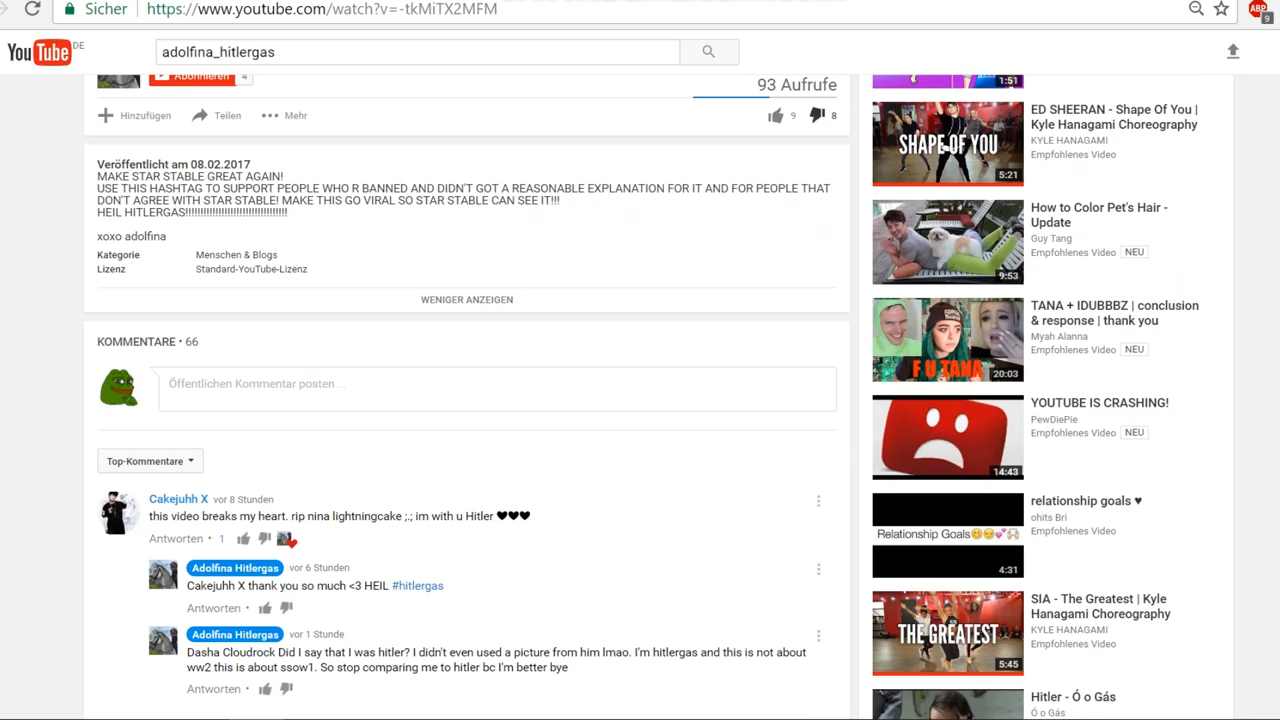 Sicher https://www.youtube.com/watch?v=-tkMiTX2MFM
ABP
9
YouTube DE
adolfina_hitlergas
Abonnieren 4
93 Aufrufe
Hinzufügen Teilen Mehr 9 8
Veröffentlicht am 08.02.2017
MAKE STAR STABLE GREAT AGAIN!
USE THIS HASHTAG TO SUPPORT PEOPLE WHO R BANNED AND DIDN'T GOT A REASONABLE EXPLANATION FOR IT AND FOR PEOPLE THAT
DON'T AGREE WITH STAR STABLE! MAKE THIS GO VIRAL SO STAR STABLE CAN SEE IT!!!
HEIL HITLERGAS!!!!!!!!!!!!!!!!!!!!!!!!!!!!!!!!!
xoxo adolfina
Kategorie Menschen & Blogs
Lizenz Standard-YouTube-Lizenz
WENIGER ANZEIGEN
KOMMENTARE • 66
Öffentlichen Kommentar posten...
Top-Kommentare
Cakejuhh X vor 8 Stunden
this video breaks my heart. rip nina lightningcake ;.; im with u Hitler ♥♥♥
Antworten • 1
Adolfina Hitlergas vor 6 Stunden
Cakejuhh X thank you so much <3 HEIL #hitlergas
Antworten •
Adolfina Hitlergas vor 1 Stunde
Dasha Cloudrock Did I say that I was hitler? I didn't even used a picture from him lmao. I'm hitlergas and this is not about
ww2 this is about ssow1. So stop comparing me to hitler bc I'm better bye
Antworten •
1:51
SHAPE OF YOU
5:21
ED SHEERAN - Shape Of You |
Kyle Hanagami Choreography
KYLE HANAGAMI
Empfohlenes Video
9:53
How to Color Pet's Hair -
Update
Guy Tang
Empfohlenes Video NEU
F U TANA
20:03
TANA + IDUBBBZ | conclusion
& response | thank you
Myah Alanna
Empfohlenes Video NEU
14:43
YOUTUBE IS CRASHING!
PewDiePie
Empfohlenes Video NEU
Relationship Goals😋😊💕👫
4:31
relationship goals ♥
ohits Bri
Empfohlenes Video
THE GREATEST
5:45
SIA - The Greatest | Kyle
Hanagami Choreography
KYLE HANAGAMI
Empfohlenes Video
Hitler - Ó o Gás
Ó o Gás